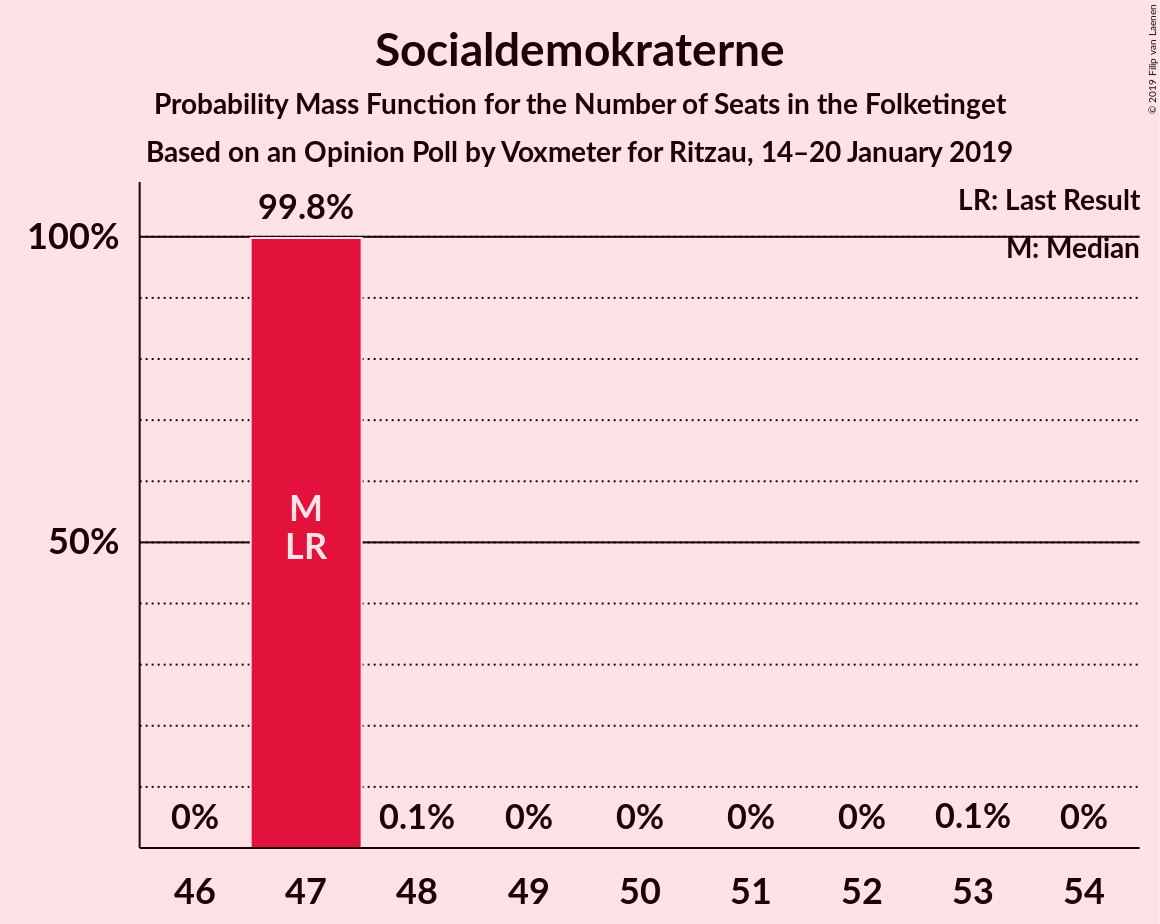 Socialdemokraterne
Probability Mass Function for the Number of Seats in the Folketinget
Based on an Opinion Poll by Voxmeter for Ritzau, 14–20 January 2019
© 2019 Filip van Laenen
LR: Last Result
M: Median
99.8%
100%
50%
M
LR
0% 0.1% 0% 0% 0% 0% 0.1% 0%
46 47 48 49 50 51 52 53 54